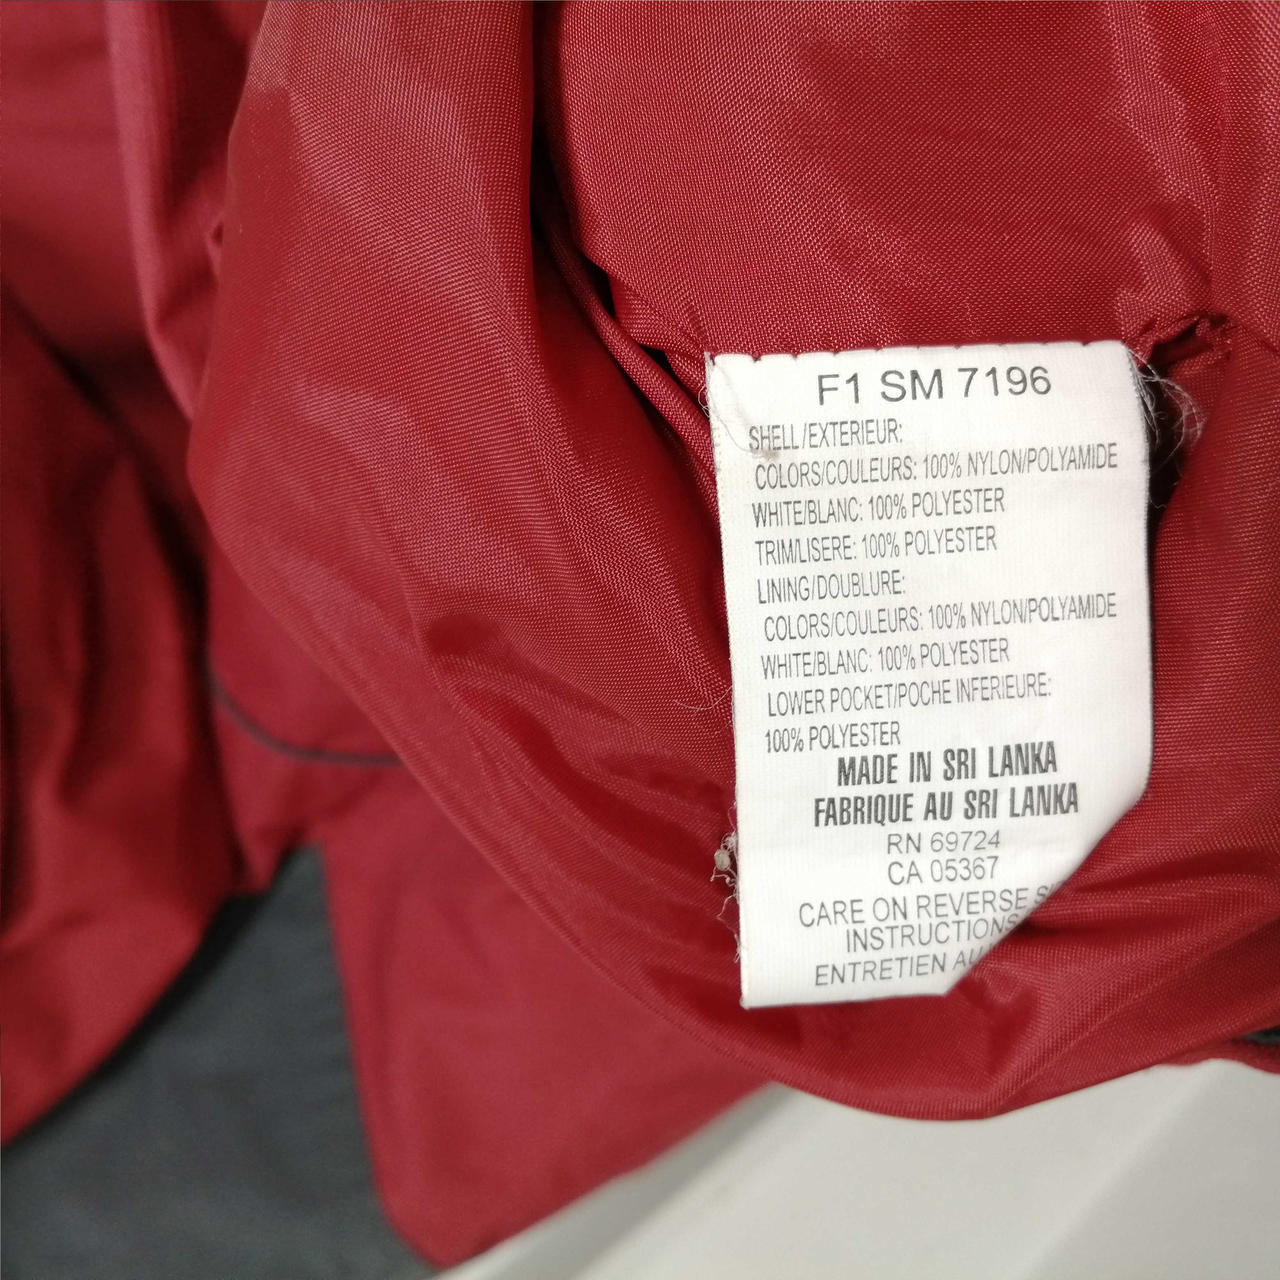 F1 SM 7196
SHELL/EXTERIEUR:
COLORS/COULEURS: 100% NYLON/POLYAMIDE
WHITE/BLANC: 100% POLYESTER
TRIM/LISERE: 100% POLYESTER
LINING/DOUBLURE:
COLORS/COULEURS: 100% NYLON/POLYAMIDE
WHITE/BLANC: 100% POLYESTER
LOWER POCKET/POCHE INFERIEURE:
100% POLYESTER
MADE IN SRI LANKA
FABRIQUE AU SRI LANKA
RN 69724
CA 05367
CARE ON REVERSE
INSTRUCTIONS
ENTRETIEN AU